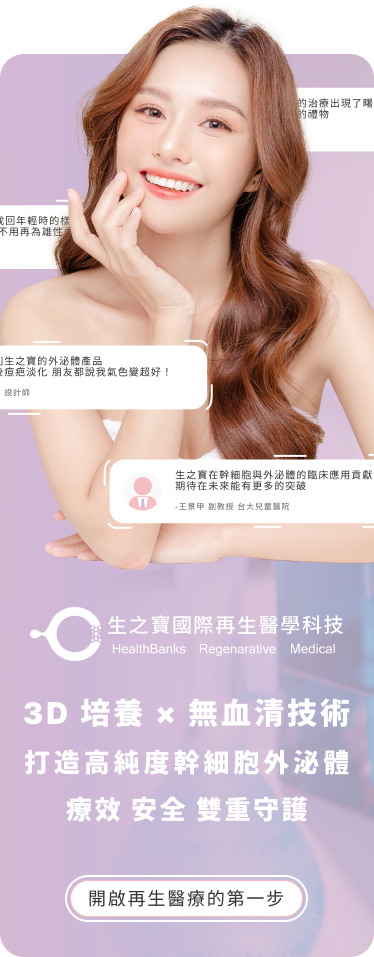 的治療出現了曙
的禮物
找回年輕時的樣
不用再為雄性
生之寶的外泌體產品
痘疤淡化 朋友都說我氣色變超好！
設計師
生之寶在幹細胞與外泌體的臨床應用貢獻
期待在未來能有更多的突破
-王景甲 副教授 台大兒童醫院
生之寶國際再生醫學科技
HealthBanks Regenarative Medical
3D 培養 × 無血清技術
打造高純度幹細胞外泌體
療效 安全 雙重守護
開啟再生醫療的第一步